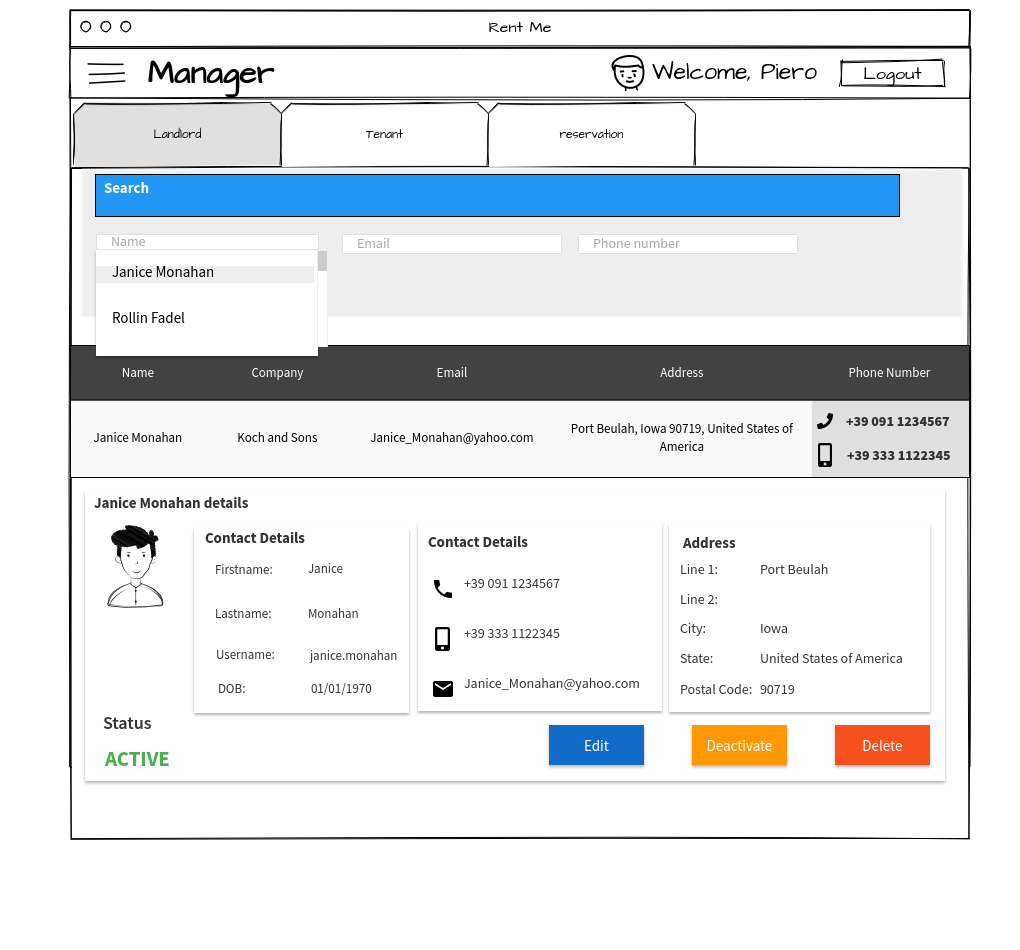 Rent Me
Manager
Welcome, Piero
Logout
Landlord
Tenant
reservation
Search
Name
Email
Phone number
Janice Monahan
Rollin Fadel
Name
Company
Email
Address
Phone Number
Janice Monahan
Koch and Sons
Janice_Monahan@yahoo.com
Port Beulah, Iowa 90719, United States of
America
+39 091 1234567
+39 333 1122345
Janice Monahan details
Contact Details
Firstname: Janice
Lastname: Monahan
Username: janice.monahan
DOB: 01/01/1970
Contact Details
+39 091 1234567
+39 333 1122345
Janice_Monahan@yahoo.com
Address
Line 1: Port Beulah
Line 2:
City: Iowa
State: United States of America
Postal Code: 90719
Status
ACTIVE
Edit
Deactivate
Delete